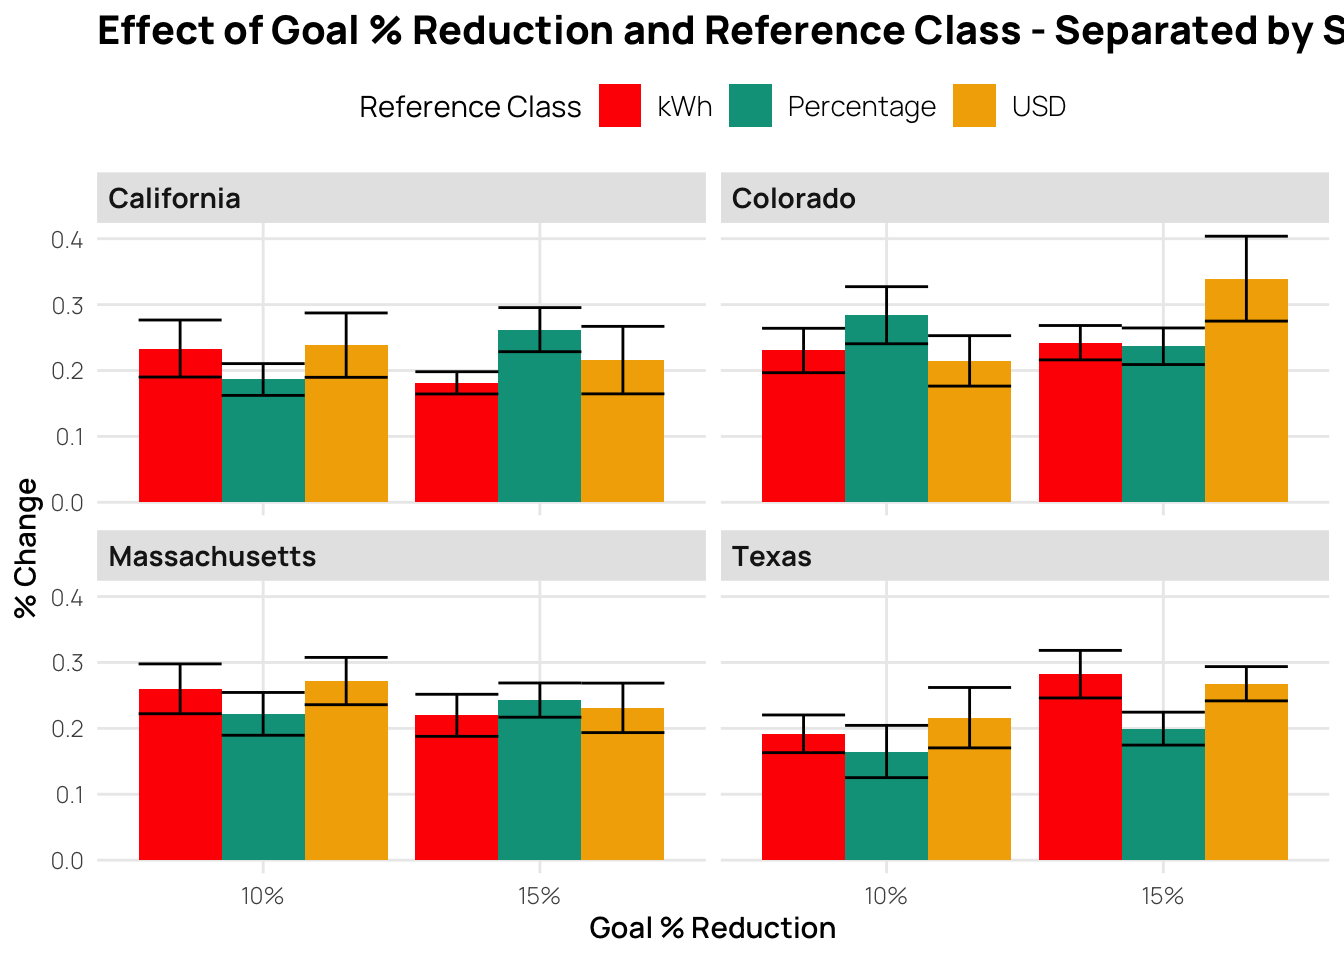 Effect of Goal % Reduction and Reference Class - Separated by S
Reference Class kWh Percentage USD
California Colorado
0.4
0.3
0.2
0.1
0.0
% Change
Massachusetts Texas
0.4
0.3
0.2
0.1
0.0
10% 15% 10% 15%
Goal % Reduction